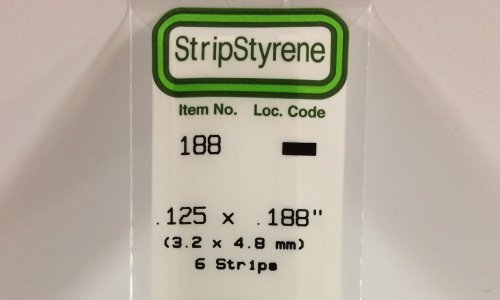 StripStyrene
Item No. Loc. Code
188
.125 x .188"
(3.2 x 4.8 mm)
6 Strips